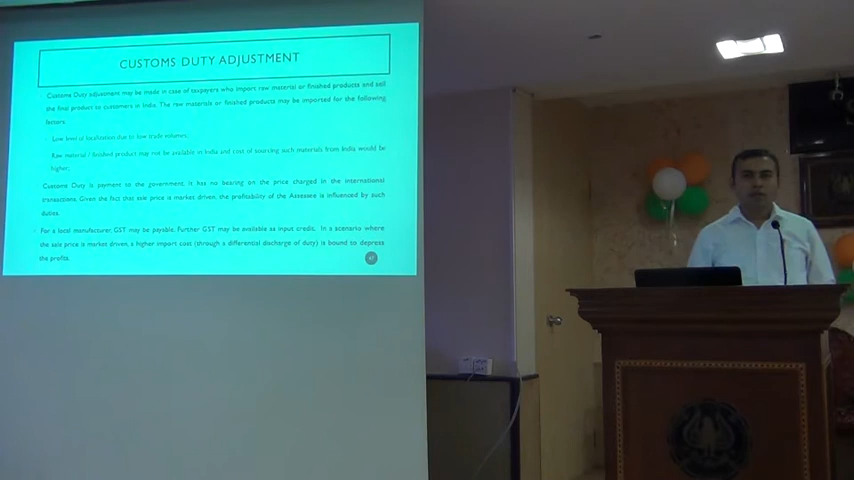 CUSTOMS DUTY ADJUSTMENT
Customs Duty adjustment may be made in case of taxpayers who import raw material or finished products and sell
the final product to customers in India. The raw materials or finished products may be imported for the following
factors:
Low level of localization due to low trade volumes;
Raw material / finished product may not be available in India and cost of sourcing such materials from India would be
higher;
Customs Duty is payment to the government. It has no bearing on the price charged in the international
transactions. Given the fact that sale price is market driven, the profitability of the Assessee is influenced by such
duties.
For a local manufacturer, GST may be payable. Further GST may be available as input credit. In a scenario where
the sale price is market driven, a higher import cost (through a differential discharge of duty) is bound to depress
the profits.